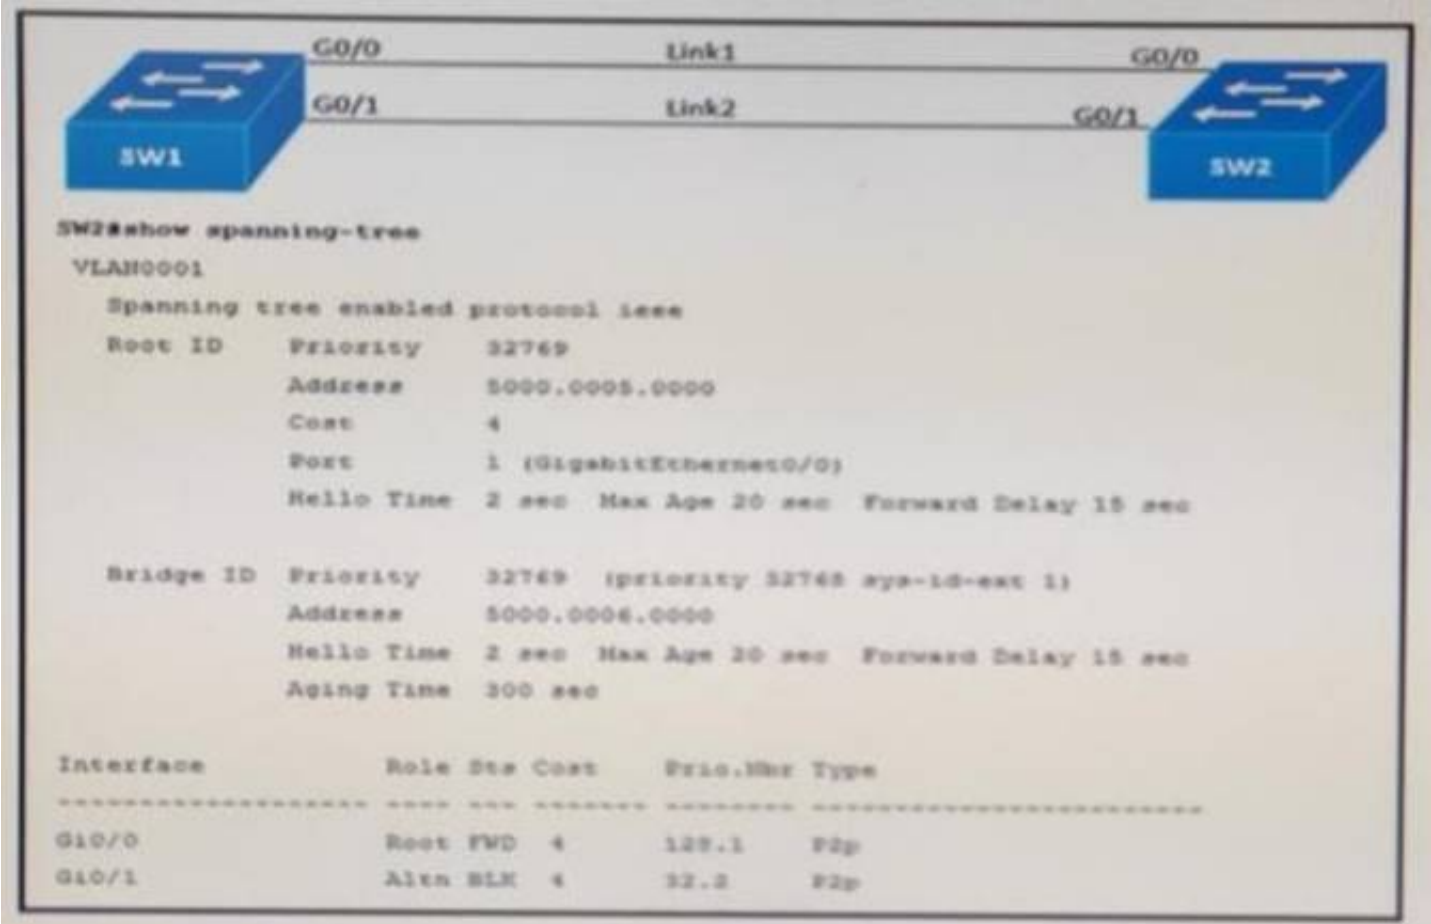 G0/0 Link1 G0/0
G0/1 Link2 G0/1
SW1
SW2
SW2#show spanning-tree
VLAN0001
Spanning tree enabled protocol ieee
Root ID Priority 32769
Address 5000.0005.0000
Cost 4
Port 1 (GigabitEthernet0/0)
Hello Time 2 sec Max Age 20 sec Forward Delay 15 sec
Bridge ID Priority 32769 (priority 32768 sys-id-ext 1)
Address 5000.0006.0000
Hello Time 2 sec Max Age 20 sec Forward Delay 15 sec
Aging Time 300 sec
Interface Role Sts Cost Prio.Nbr Type
------------------- ---- --- ------- -------- ------------------------
Gi0/0 Root FWD 4 128.1 P2p
Gi0/1 Altn BLK 4 32.2 P2p